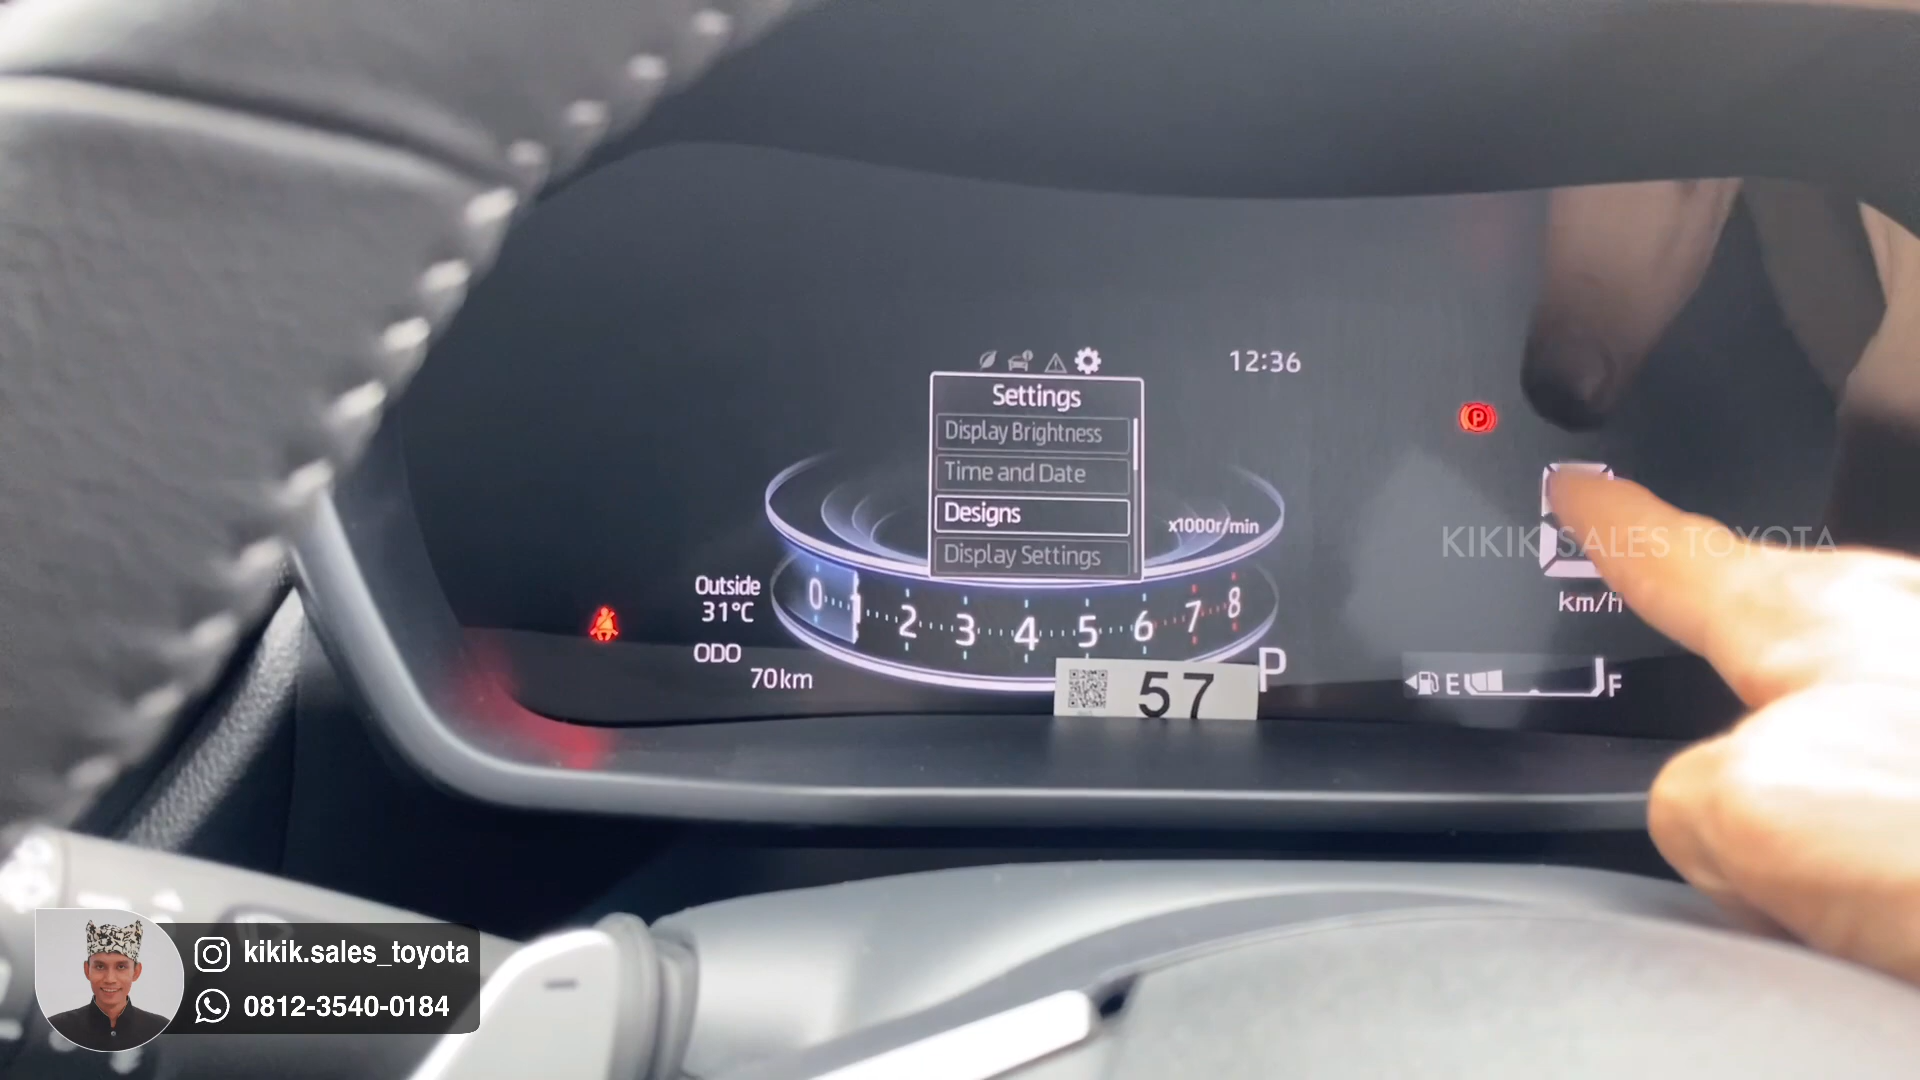 12:36
Settings
Display Brightness
Time and Date
Designs
Display Settings
x1000r/min
KIKIK SALES TOYOTA
Outside
31°C
0 1 2 3 4 5 6 7 8
km/h
ODO
70km
P
57
E F
kikik.sales_toyota
0812-3540-0184